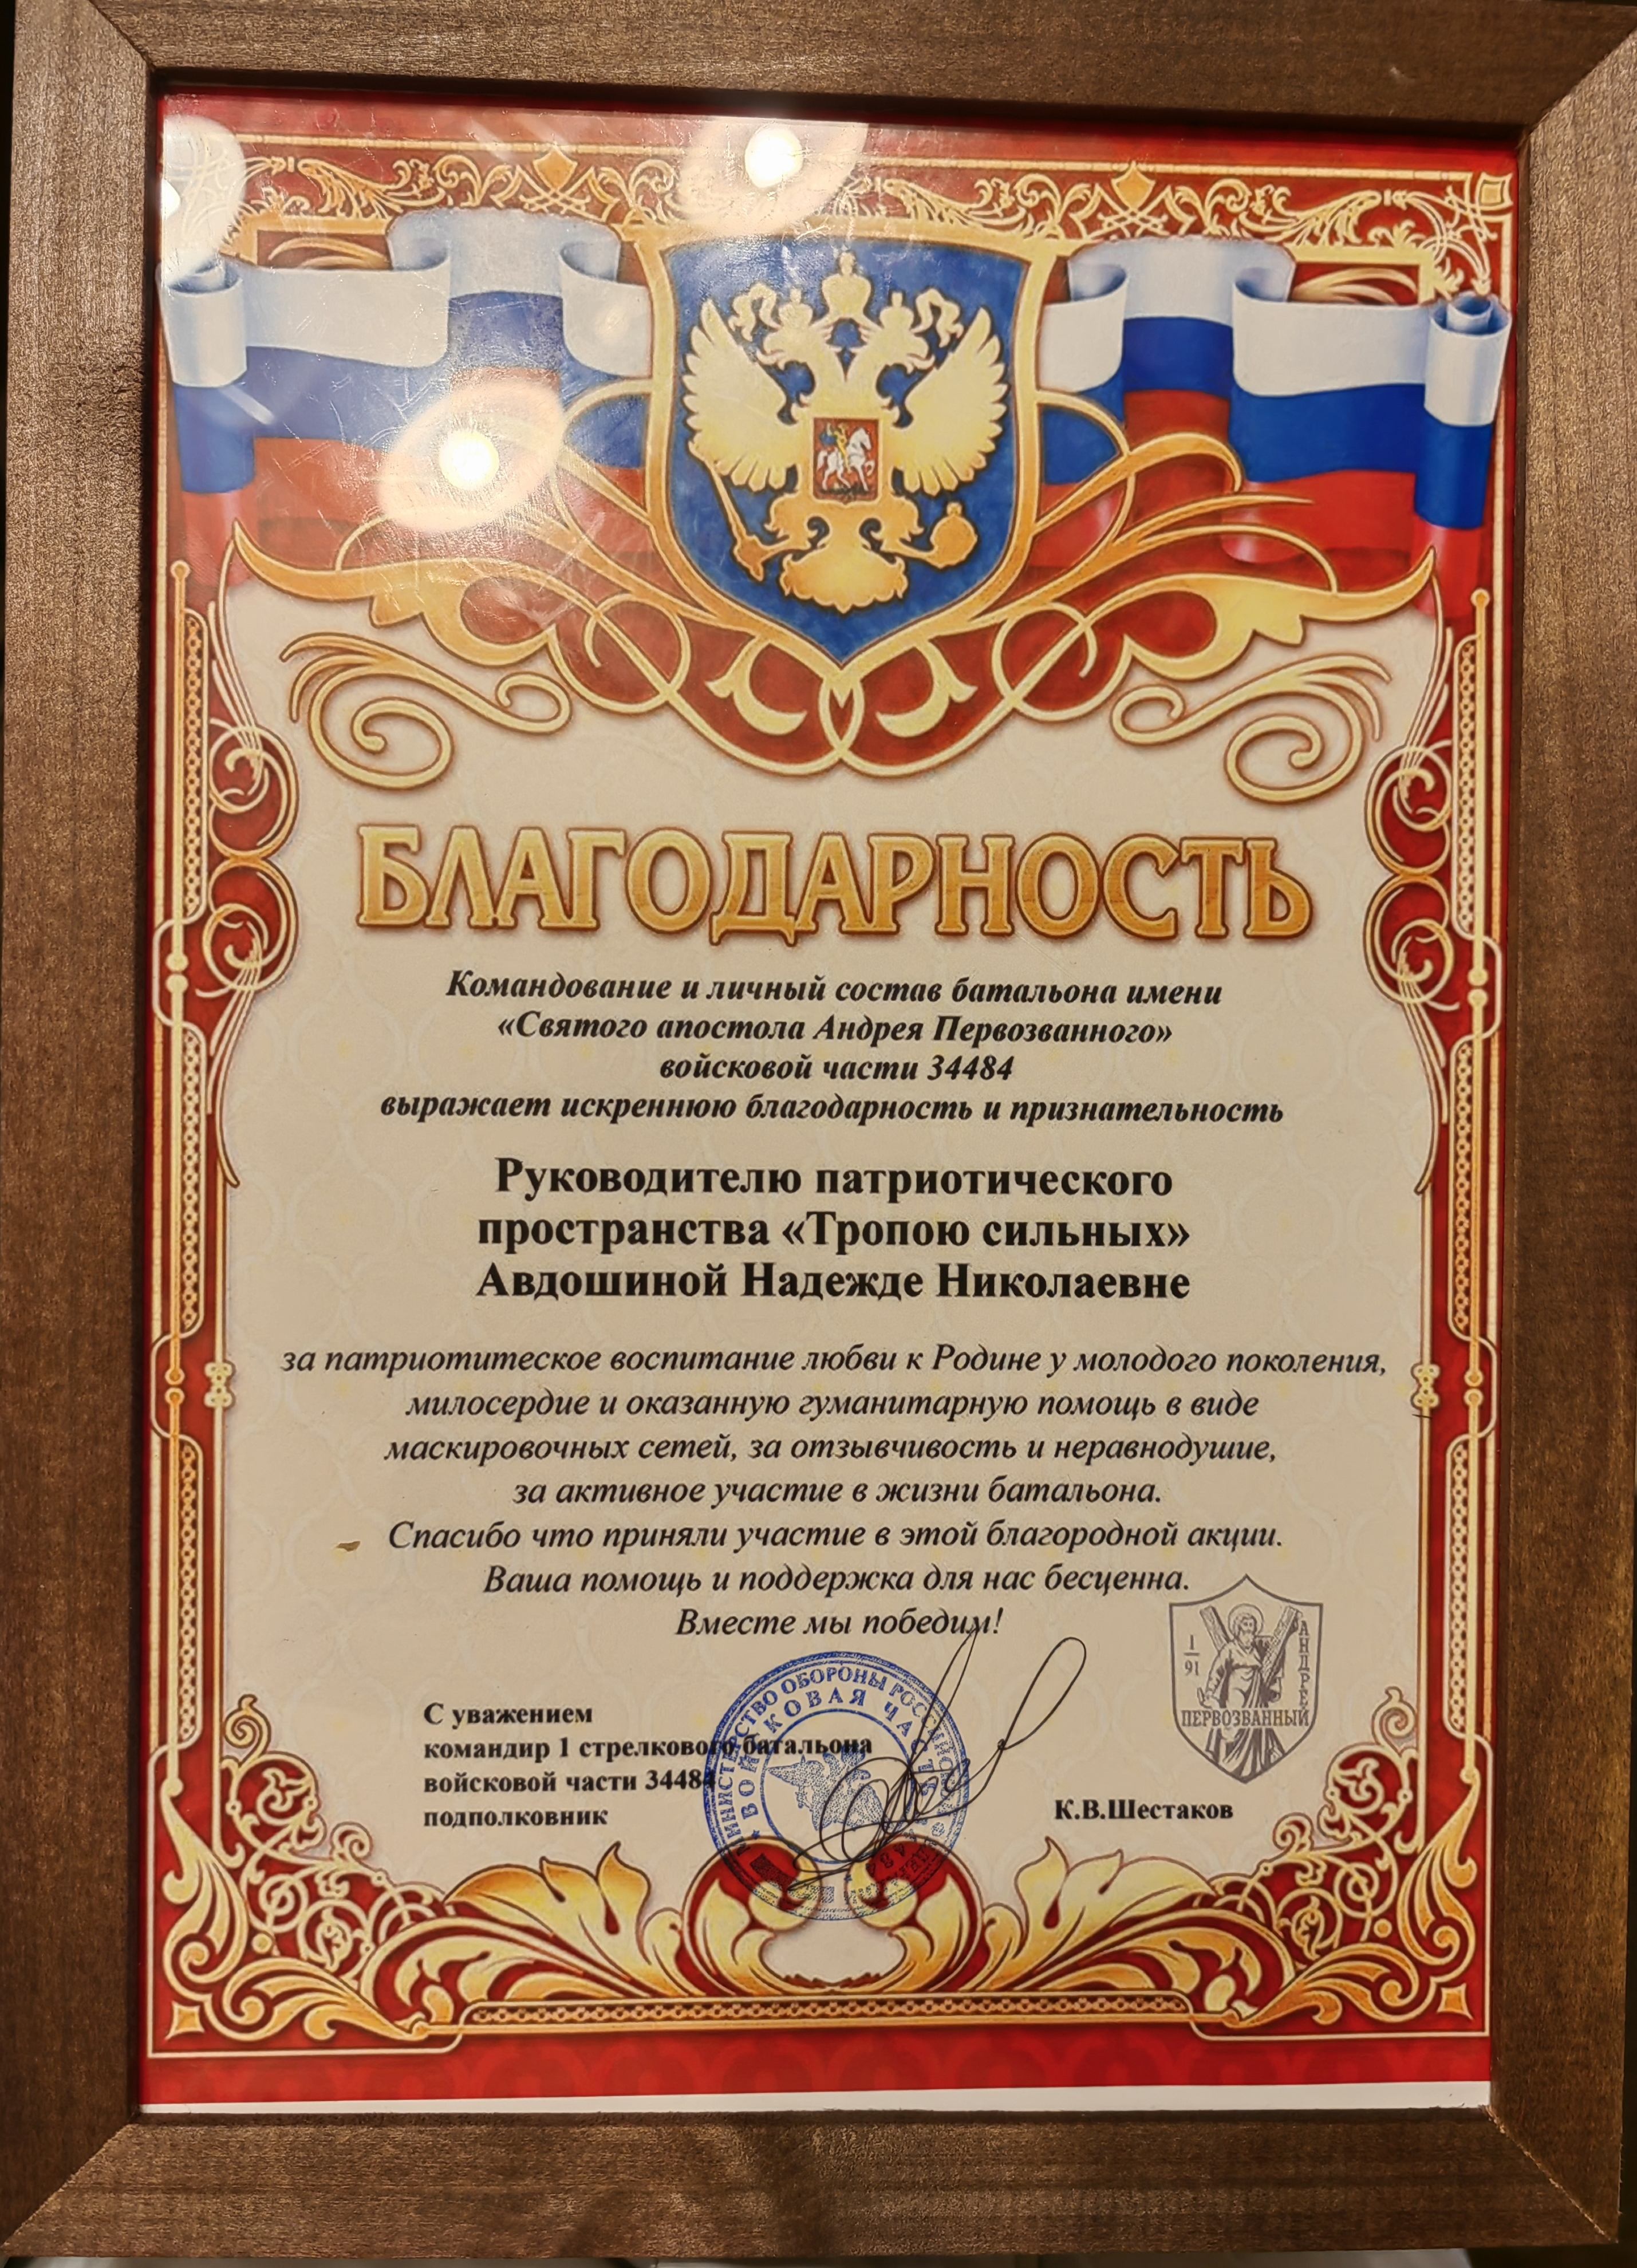 БЛАГОДАРНОСТЬ
Командование и личный состав батальона имени
«Святого апостола Андрея Первозванного»
войсковой части 34484
выражает искреннюю благодарность и признательность
Руководителю патриотического
пространства «Тропою сильных»
Авдошиной Надежде Николаевне
за патриотитеское воспитание любви к Родине у молодого поколения,
милосердие и оказанную гуманитарную помощь в виде
маскировочных сетей, за отзывчивость и неравнодушие,
за активное участие в жизни батальона.
Спасибо что приняли участие в этой благородной акции.
Ваша помощь и поддержка для нас бесценна.
Вместе мы победим!
1
91
АНДРЕЙ
ПЕРВОЗВАННЫЙ
МИНИСТЕРСТВО ОБОРОНЫ РОССИЙСКОЙ
ВОЙСКОВАЯ ЧАСТЬ
С уважением
командир 1 стрелкового батальона
войсковой части 34484
подполковник
К.В.Шестаков